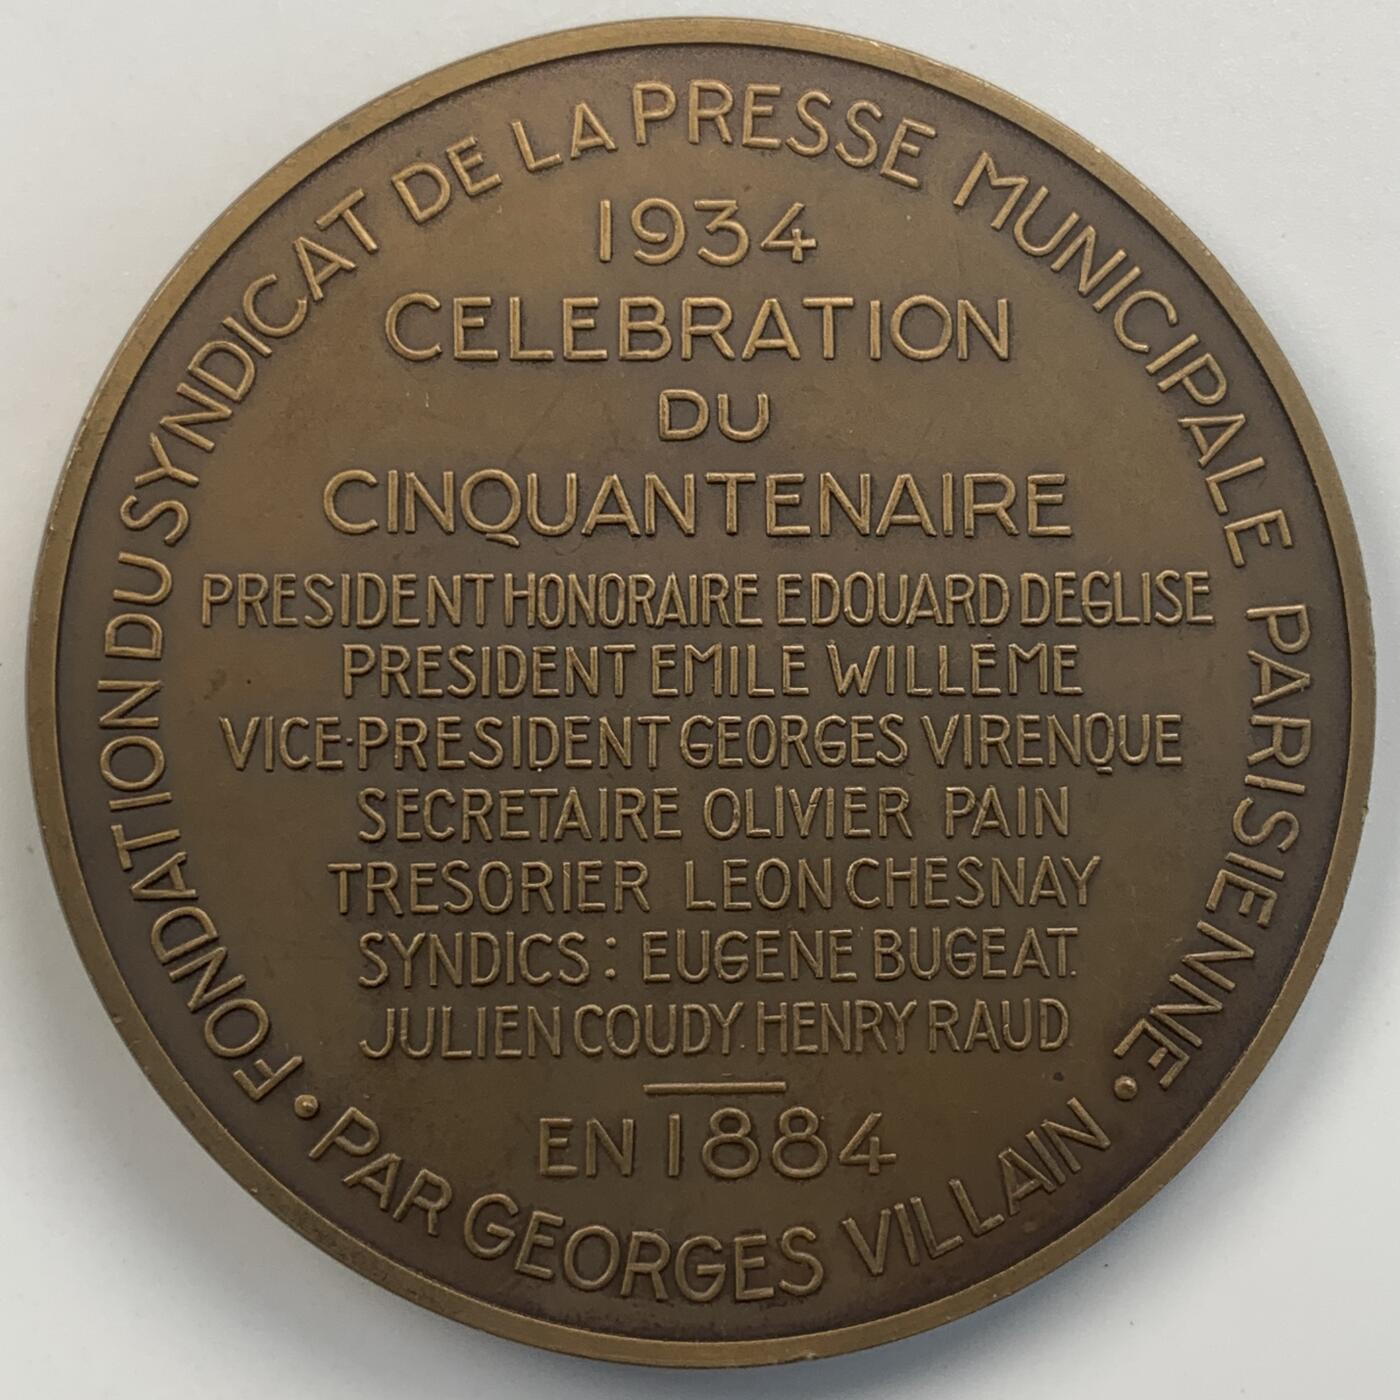 FONDATION DU SYNDICAT DE LA PRESSE MUNICIPALE PARISIENNE •
1934
CELEBRATION
DU
CINQUANTENAIRE
PRESIDENT HONORAIRE EDOUARD DEGLISE
PRESIDENT EMILE WILLEME
VICE-PRESIDENT GEORGES VIRENQUE
SECRETAIRE OLIVIER PAIN
TRESORIER LEON CHESNAY
SYNDICS : EUGENE BUGEAT.
JULIEN COUDY. HENRY RAUD.
EN 1884
• PAR GEORGES VILLAIN